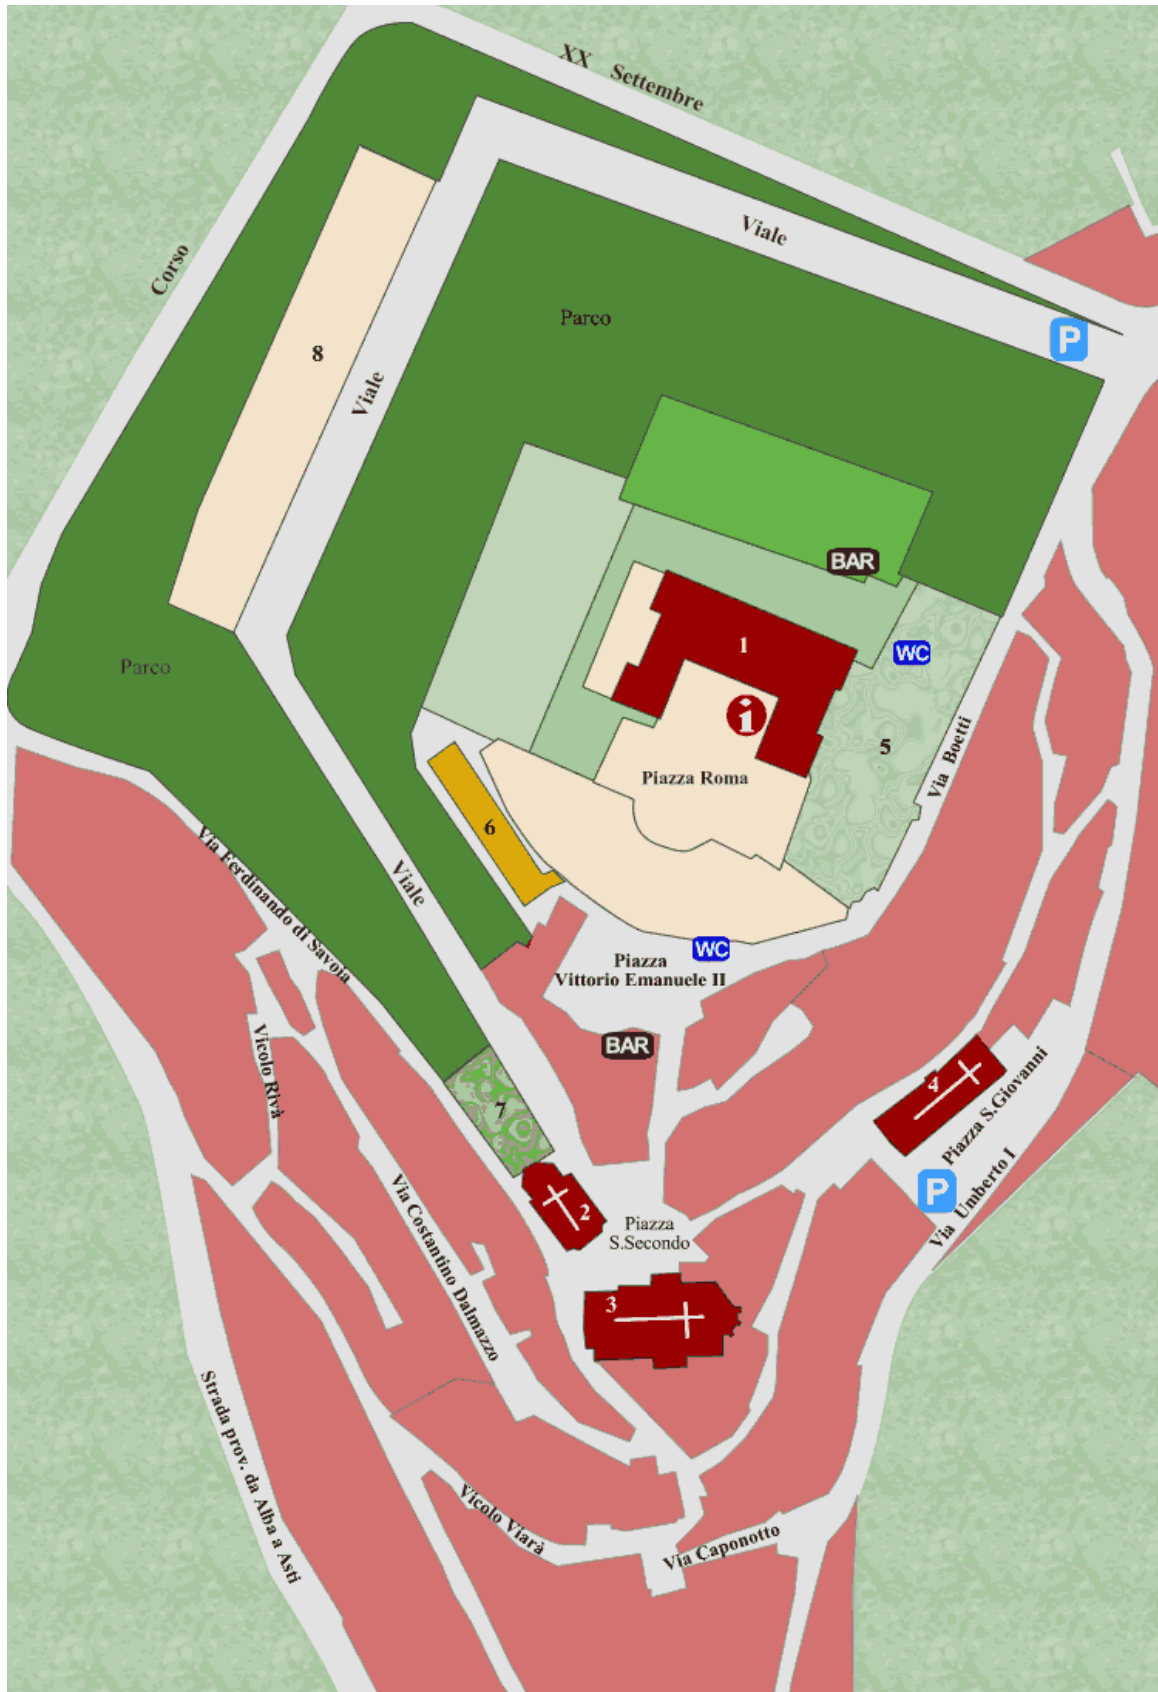 XX Settembre
Corso
Viale
P
Parco
8
Viale
BAR
1
WC
Parco
i
5
Via Boetti
Piazza Roma
6
Viale
Via Ferdinando di Savoia
WC
Piazza
Vittorio Emanuele II
BAR
Vicolo Rivà
7
4
Piazza S.Giovanni
P
Via Umberto I
2
Piazza
S.Secondo
Via Costantino Dalmazzo
3
Strada prov. da Alba a Asti
Vicolo Viarà
Via Caponotto